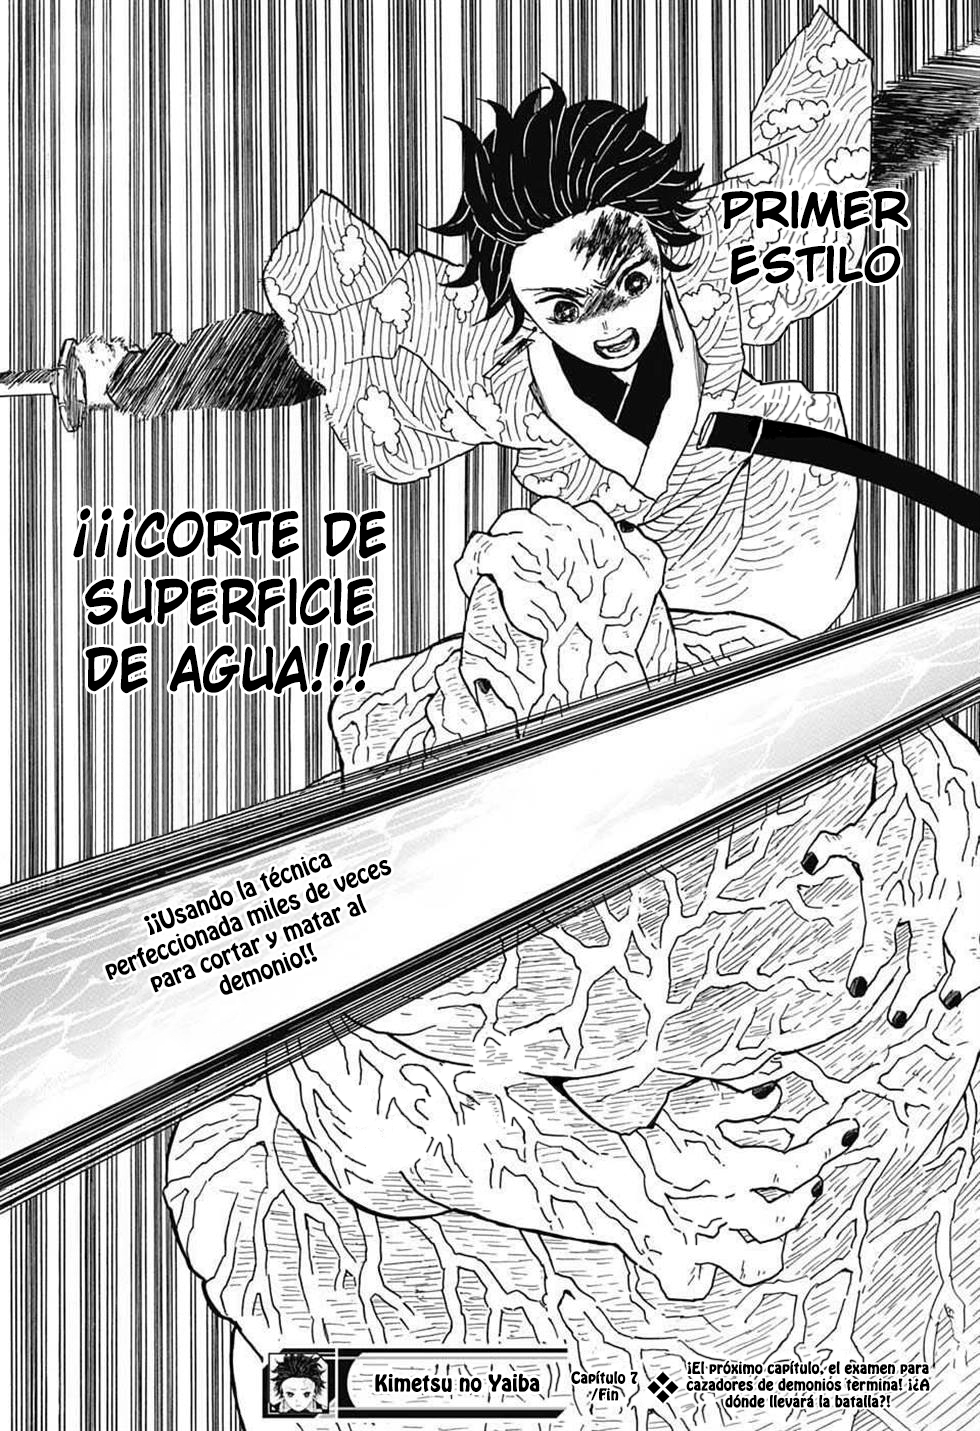 PRIMER
ESTILO
¡¡¡CORTE DE
SUPERFICIE
DE AGUA!!!
¡¡Usando la técnica
perfeccionada miles de veces
para cortar y matar al
demonio!!
Kimetsu no Yaiba
Capítulo 7
/Fin
¡El próximo capítulo, el examen para
cazadores de demonios termina! ¡¿A
dónde llevará la batalla?!